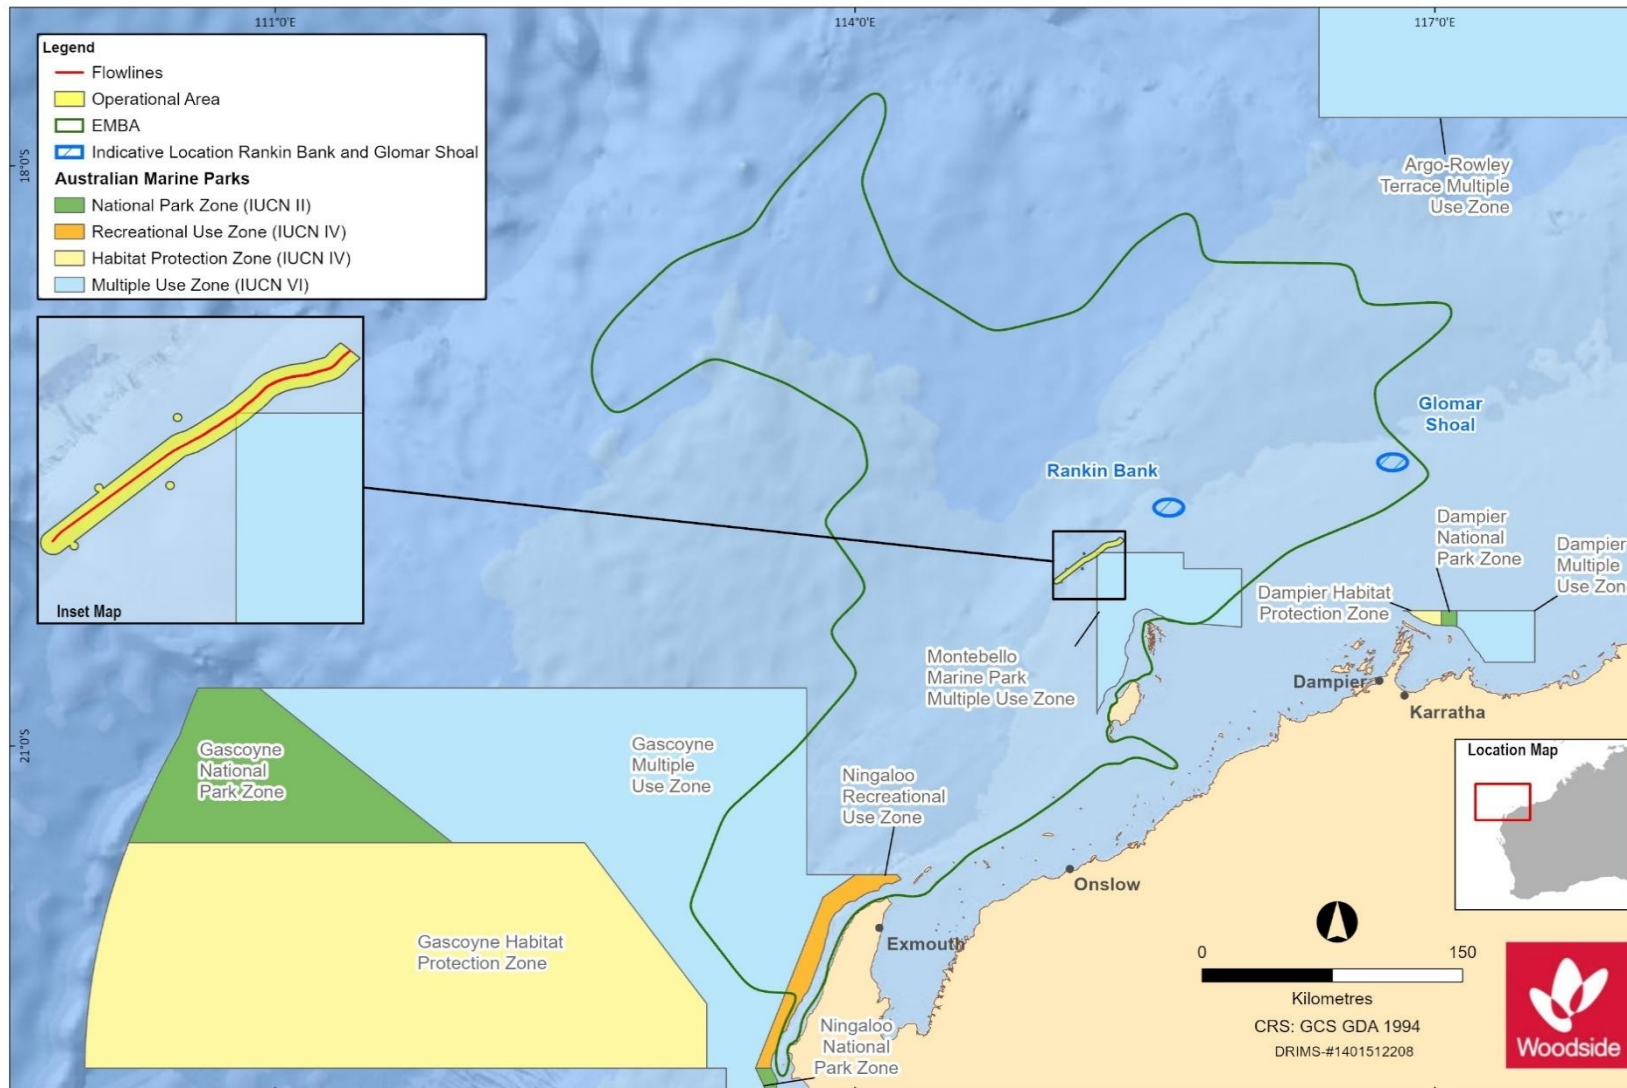 111°0'E
114°0'E
117°0'E
18°0'S
21°0'S
Legend
Flowlines
Operational Area
EMBA
Indicative Location Rankin Bank and Glomar Shoal
Australian Marine Parks
National Park Zone (IUCN II)
Recreational Use Zone (IUCN IV)
Habitat Protection Zone (IUCN IV)
Multiple Use Zone (IUCN VI)
Inset Map
Argo-Rowley
Terrace Multiple
Use Zone
Glomar
Shoal
Rankin Bank
Dampier
National
Park Zone
Dampier
Multiple
Use Zon
Dampier Habitat
Protection Zone
Montebello
Marine Park
Multiple Use Zone
Dampier
Karratha
Gascoyne
National
Park Zone
Gascoyne
Multiple
Use Zone
Ningaloo
Recreational
Use Zone
Location Map
Onslow
Exmouth
Gascoyne Habitat
Protection Zone
Ningaloo
National
Park Zone
0 150
Kilometres
CRS: GCS GDA 1994
DRIMS-#1401512208
Woodside